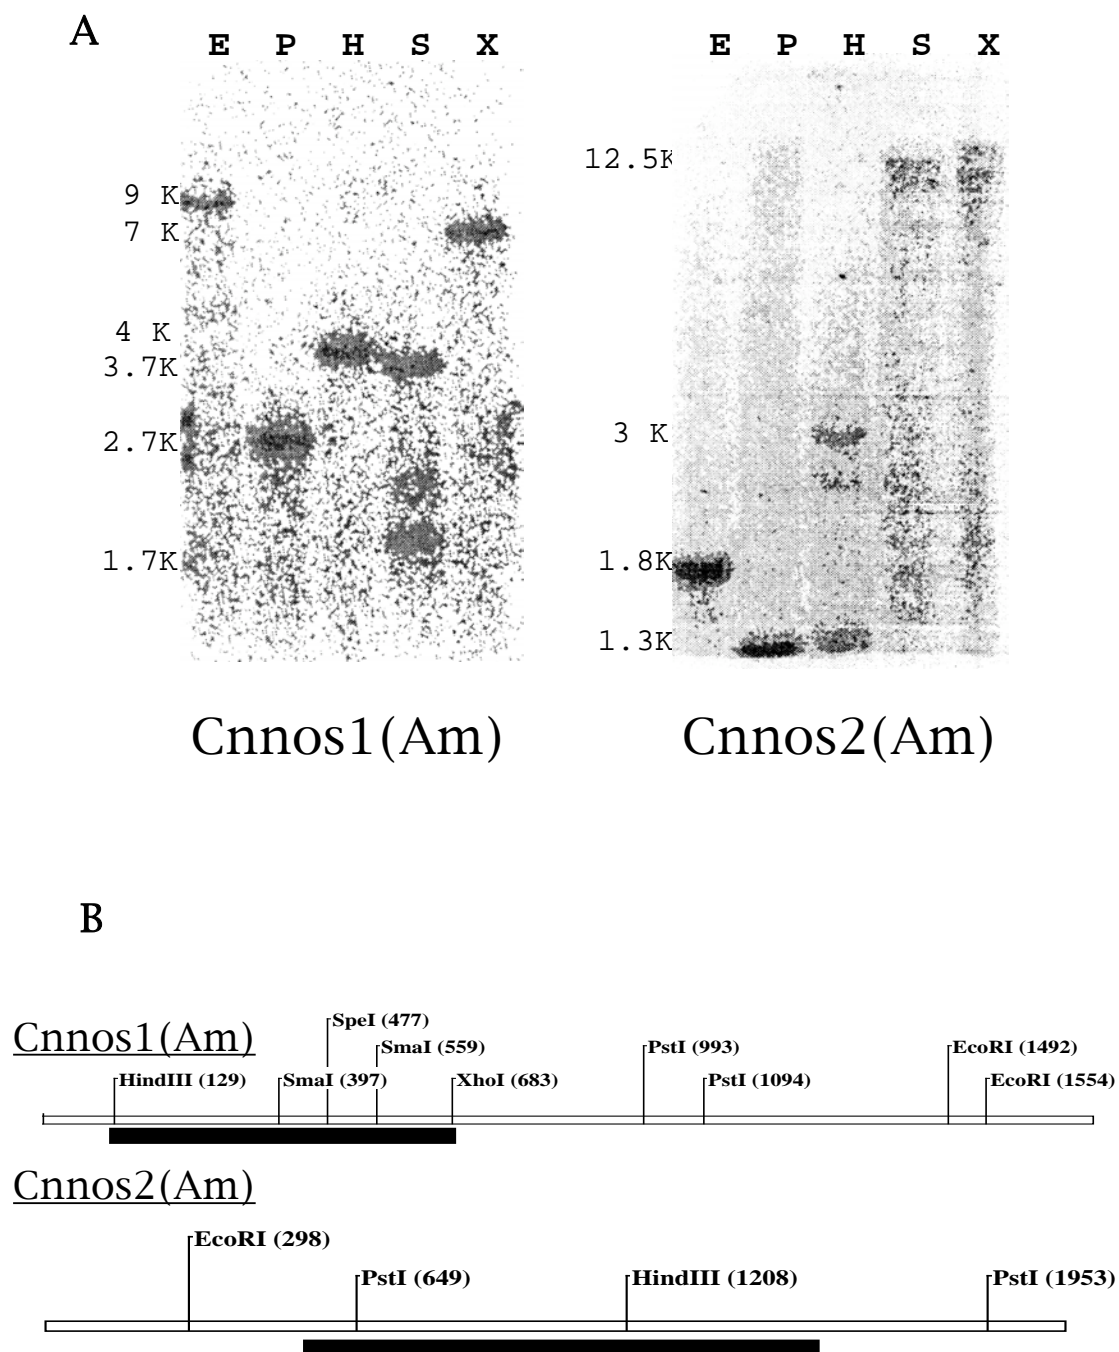 A
E P H S X
E P H S X
9 K
7 K
4 K
3.7K
2.7K
1.7K
12.5K
3 K
1.8K
1.3K
Cnnos1(Am)
Cnnos2(Am)
B
Cnnos1(Am)
SpeI (477)
SmaI (559)
PstI (993)
EcoRI (1492)
HindIII (129)
SmaI (397)
XhoI (683)
PstI (1094)
EcoRI (1554)
Cnnos2(Am)
EcoRI (298)
PstI (649)
HindIII (1208)
PstI (1953)